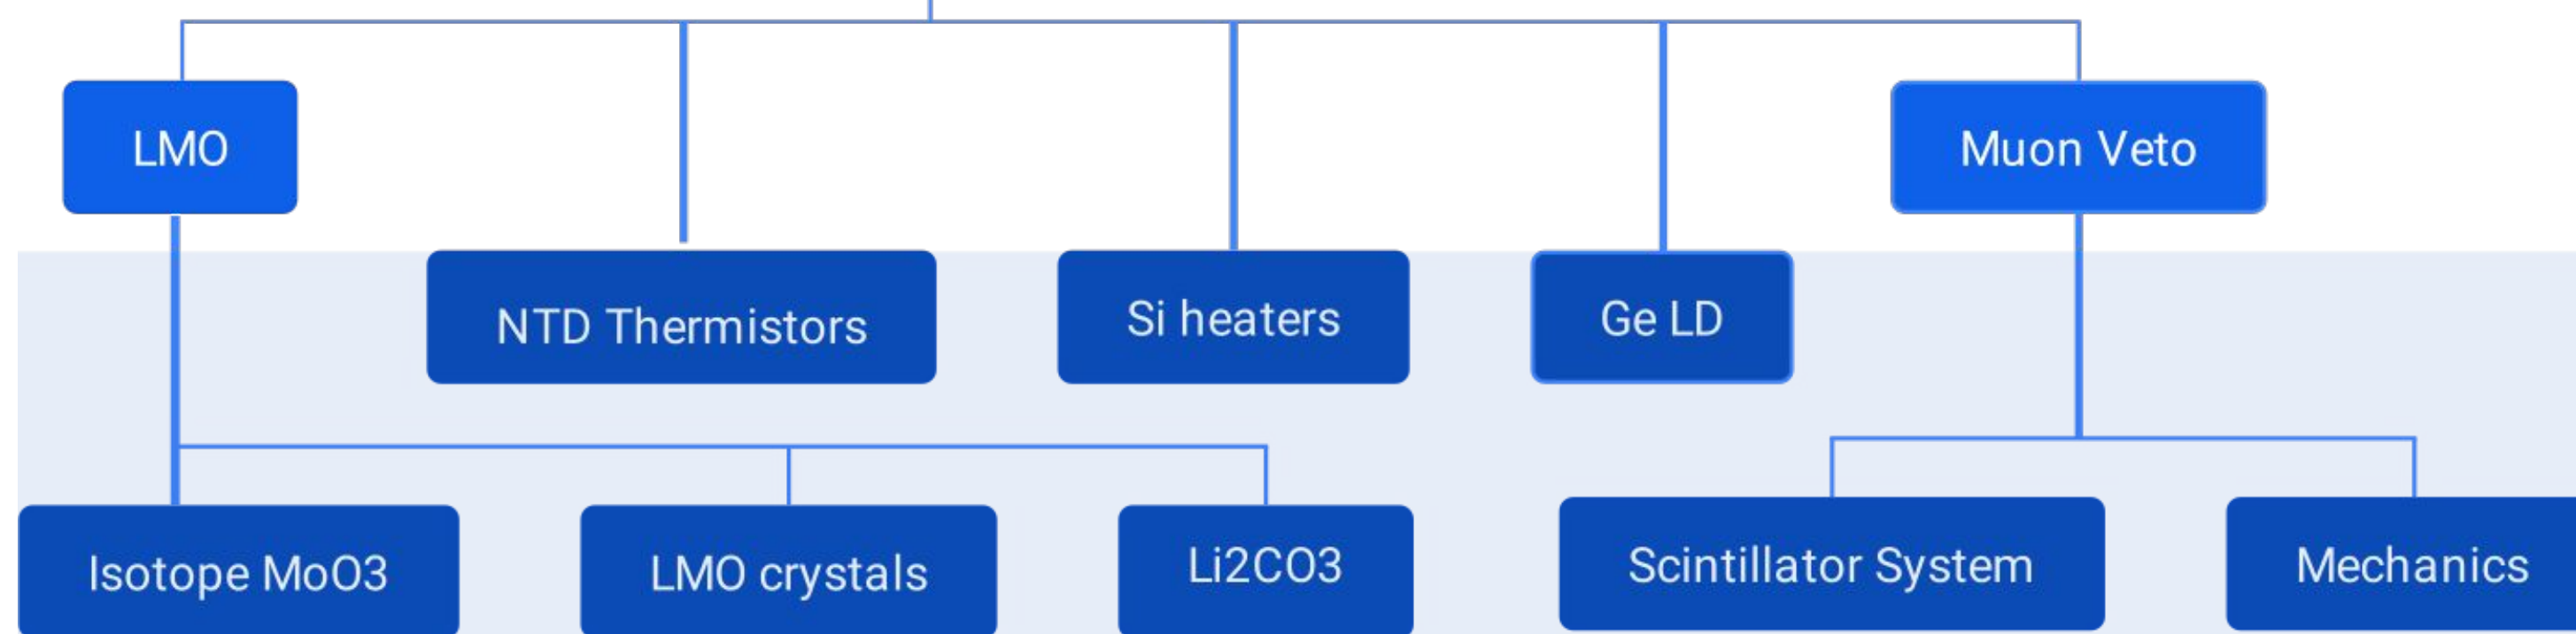 LMO
Muon Veto
NTD Thermistors
Si heaters
Ge LD
Isotope MoO3
LMO crystals
Li2CO3
Scintillator System
Mechanics